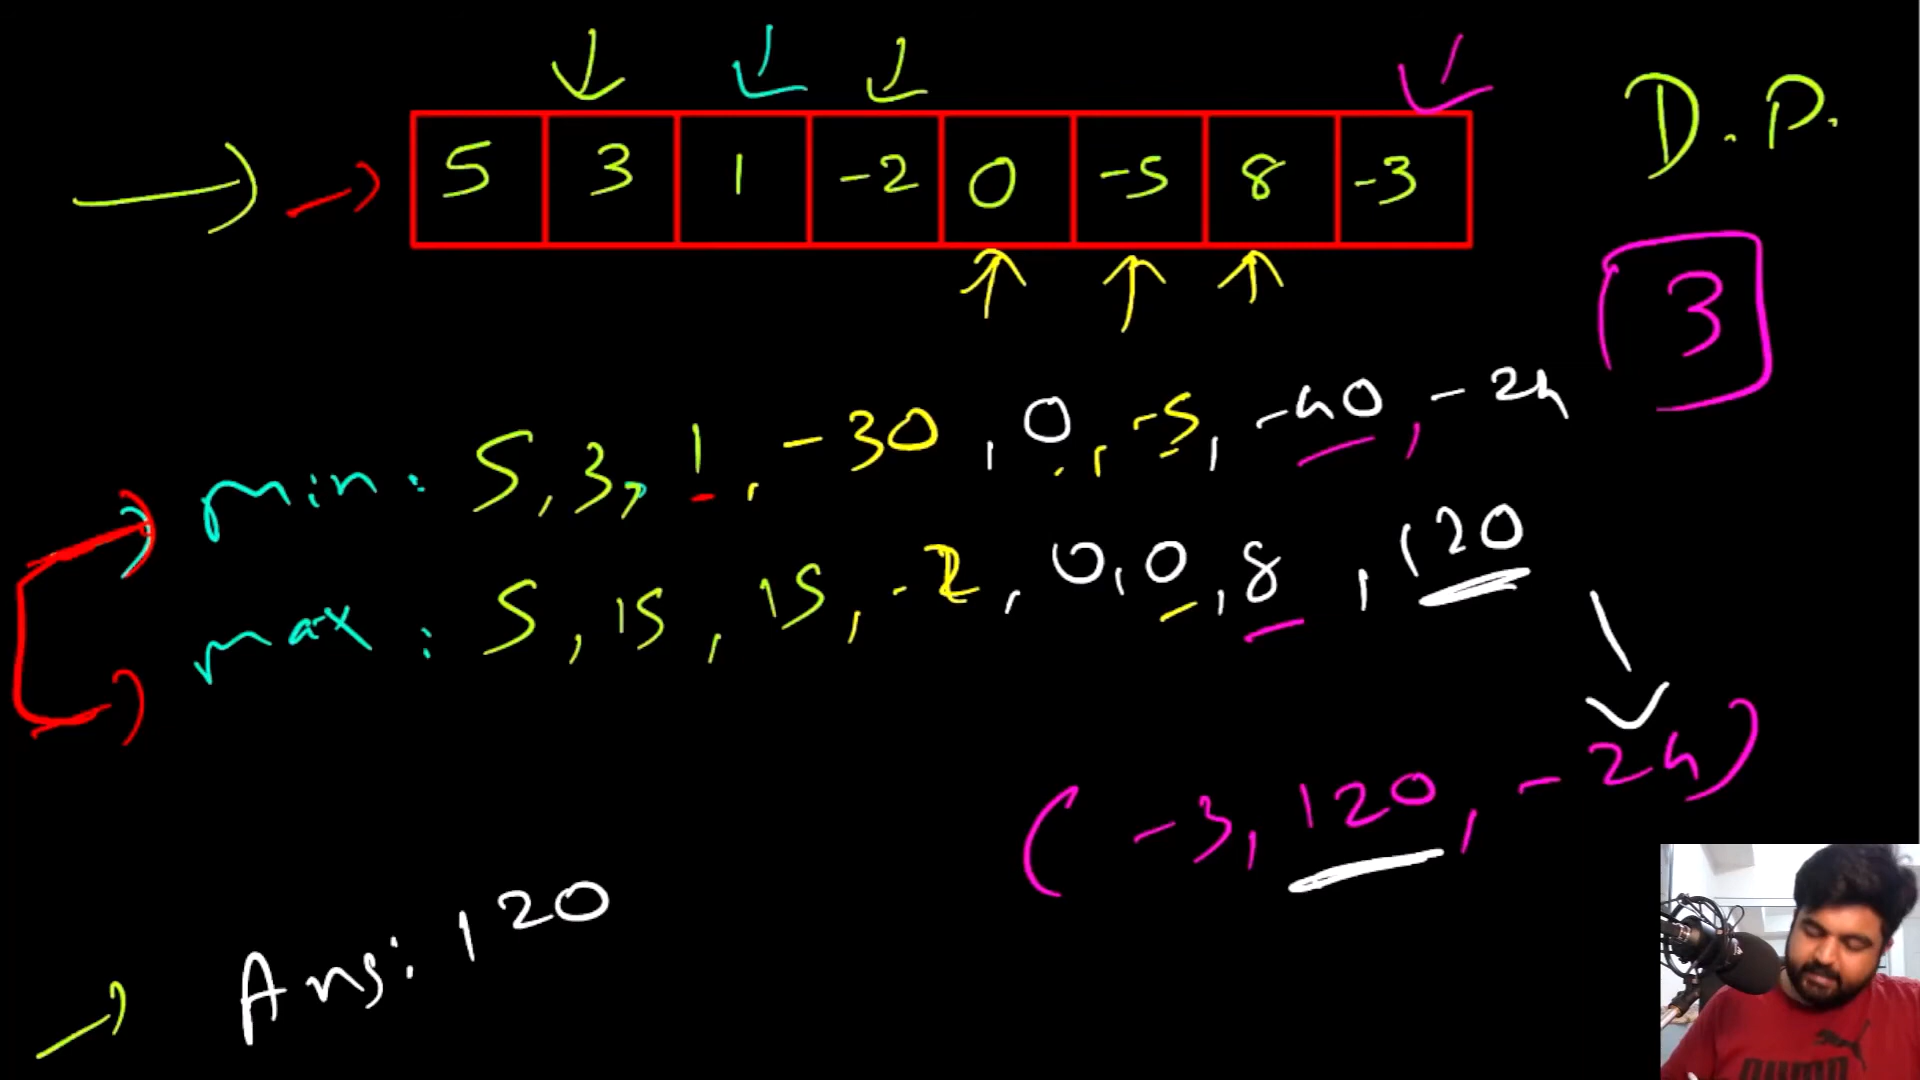 D.P.
5 3 1 -2 0 -5 8 -3
3
min: 5, 3, 1, -30, 0, -5, -40, -24
max: 5, 15, 15, -2, 0, 0, 8, 120
(-3, 120, -24)
Ans: 120
PUMA